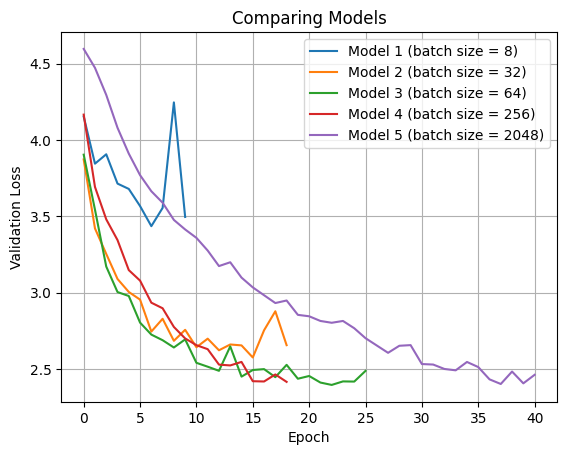 Comparing Models
Model 1 (batch size = 8)
Model 2 (batch size = 32)
Model 3 (batch size = 64)
Model 4 (batch size = 256)
Model 5 (batch size = 2048)
Validation Loss
4.5
4.0
3.5
3.0
2.5
0 5 10 15 20 25 30 35 40
Epoch